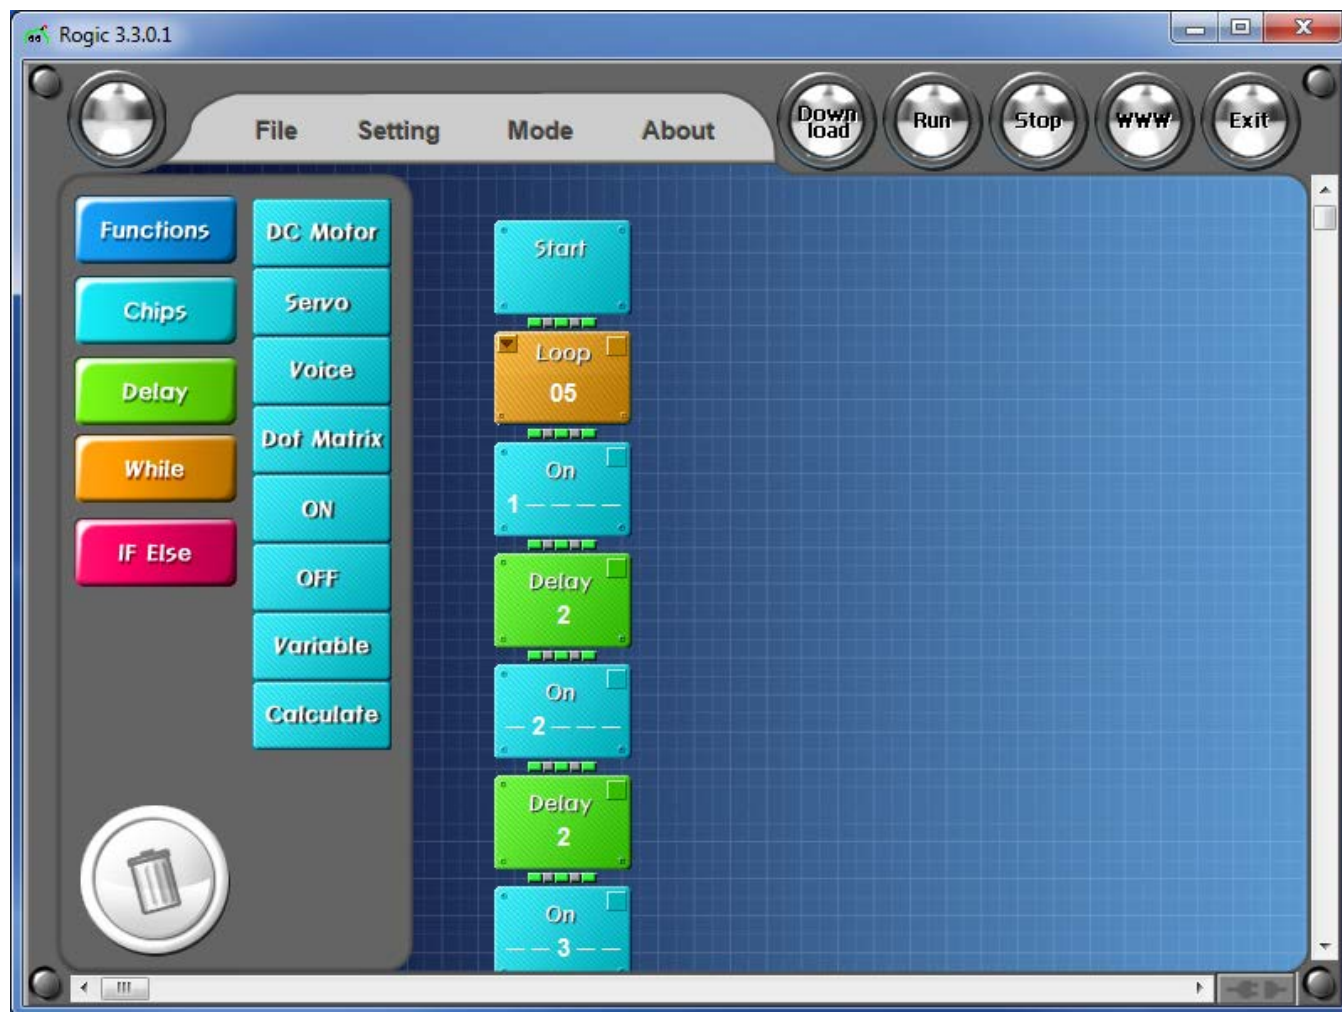 Rogic 3.3.0.1
File Setting Mode About
Down load Run Stop WWW Exit
Functions
Chips
Delay
While
IF Else
DC Motor
Servo
Voice
Dot Matrix
ON
OFF
Variable
Calculate
Start
Loop
05
On
1 — — — —
Delay
2
On
— 2 — — —
Delay
2
On
— — 3 — —